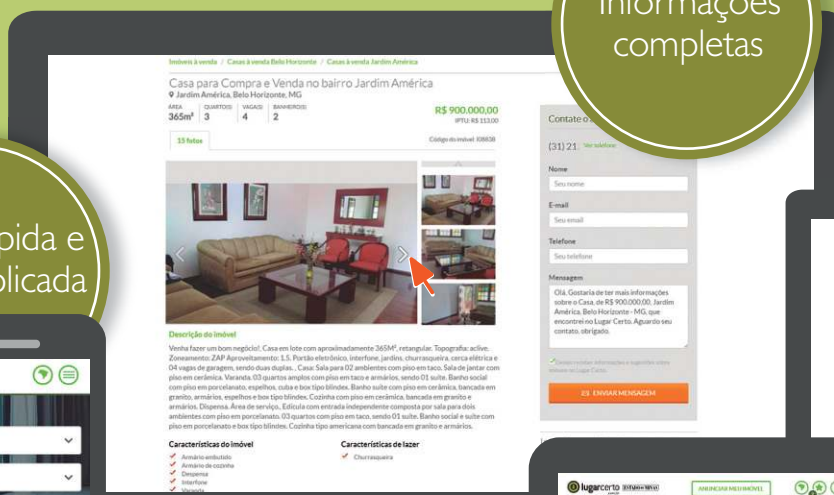 Informações
completas
pida e
plicada
Imóveis à venda / Casas à venda Belo Horizonte / Casas à venda Jardim América
Casa para Compra e Venda no bairro Jardim América
Jardim América, Belo Horizonte, MG
ÁREA QUARTO(S) VAGA(S) BANHEIRO(S)
365m² 3 4 2
R$ 900.000,00
IPTU: R$ 113,00
13 fotos
Código do imóvel: I08838
Contate o
(31) 21 Ver telefone
Nome
Seu nome
E-mail
Seu email
Telefone
Seu telefone
Mensagem
Olá, Gostaria de ter mais informações
sobre o Casa, de R$ 900.000,00, Jardim
América, Belo Horizonte - MG, que
encontrei no Lugar Certo. Aguardo seu
contato, obrigado.
Desejo receber informações e sugestões sobre
imóveis no Lugar Certo.
ENVIAR MENSAGEM
Descrição do imóvel
Venha fazer um bom negócio!, Casa em lote com aproximadamente 365M², retangular. Topografia: aclive.
Zoneamento: ZAP Aproveitamento: 1.5. Portão eletrônico, interfone, jardins, churrasqueira, cerca elétrica e
04 vagas de garagem, sendo duas duplas. , Casa: Sala para 02 ambientes com piso em taco. Sala de jantar com
piso em cerâmica. Varanda. 03 quartos amplos com piso em taco e armários, sendo 01 suíte. Banho social
com piso em porcelanato, espelhos, cuba e box tipo blindex. Banho suíte com piso em cerâmica, bancada em
granito, armários, espelhos e box tipo blindex. Cozinha com piso em cerâmica, bancada em granito e
armários. Dispensa. Área de serviço., Edícula com entrada independente composta por sala para dois
ambientes com piso em porcelanato. 03 quartos com piso em taco, sendo 01 suíte. Banho social e suíte com
piso em porcelanato e box tipo blindex. Cozinha tipo americana com bancada em granito e armários.
Características do imóvel
Armário embutido
Armário de cozinha
Despensa
Interfone
Varanda
Características de lazer
Churrasqueira
lugarcerto
ANUNCIAR MEU IMÓVEL